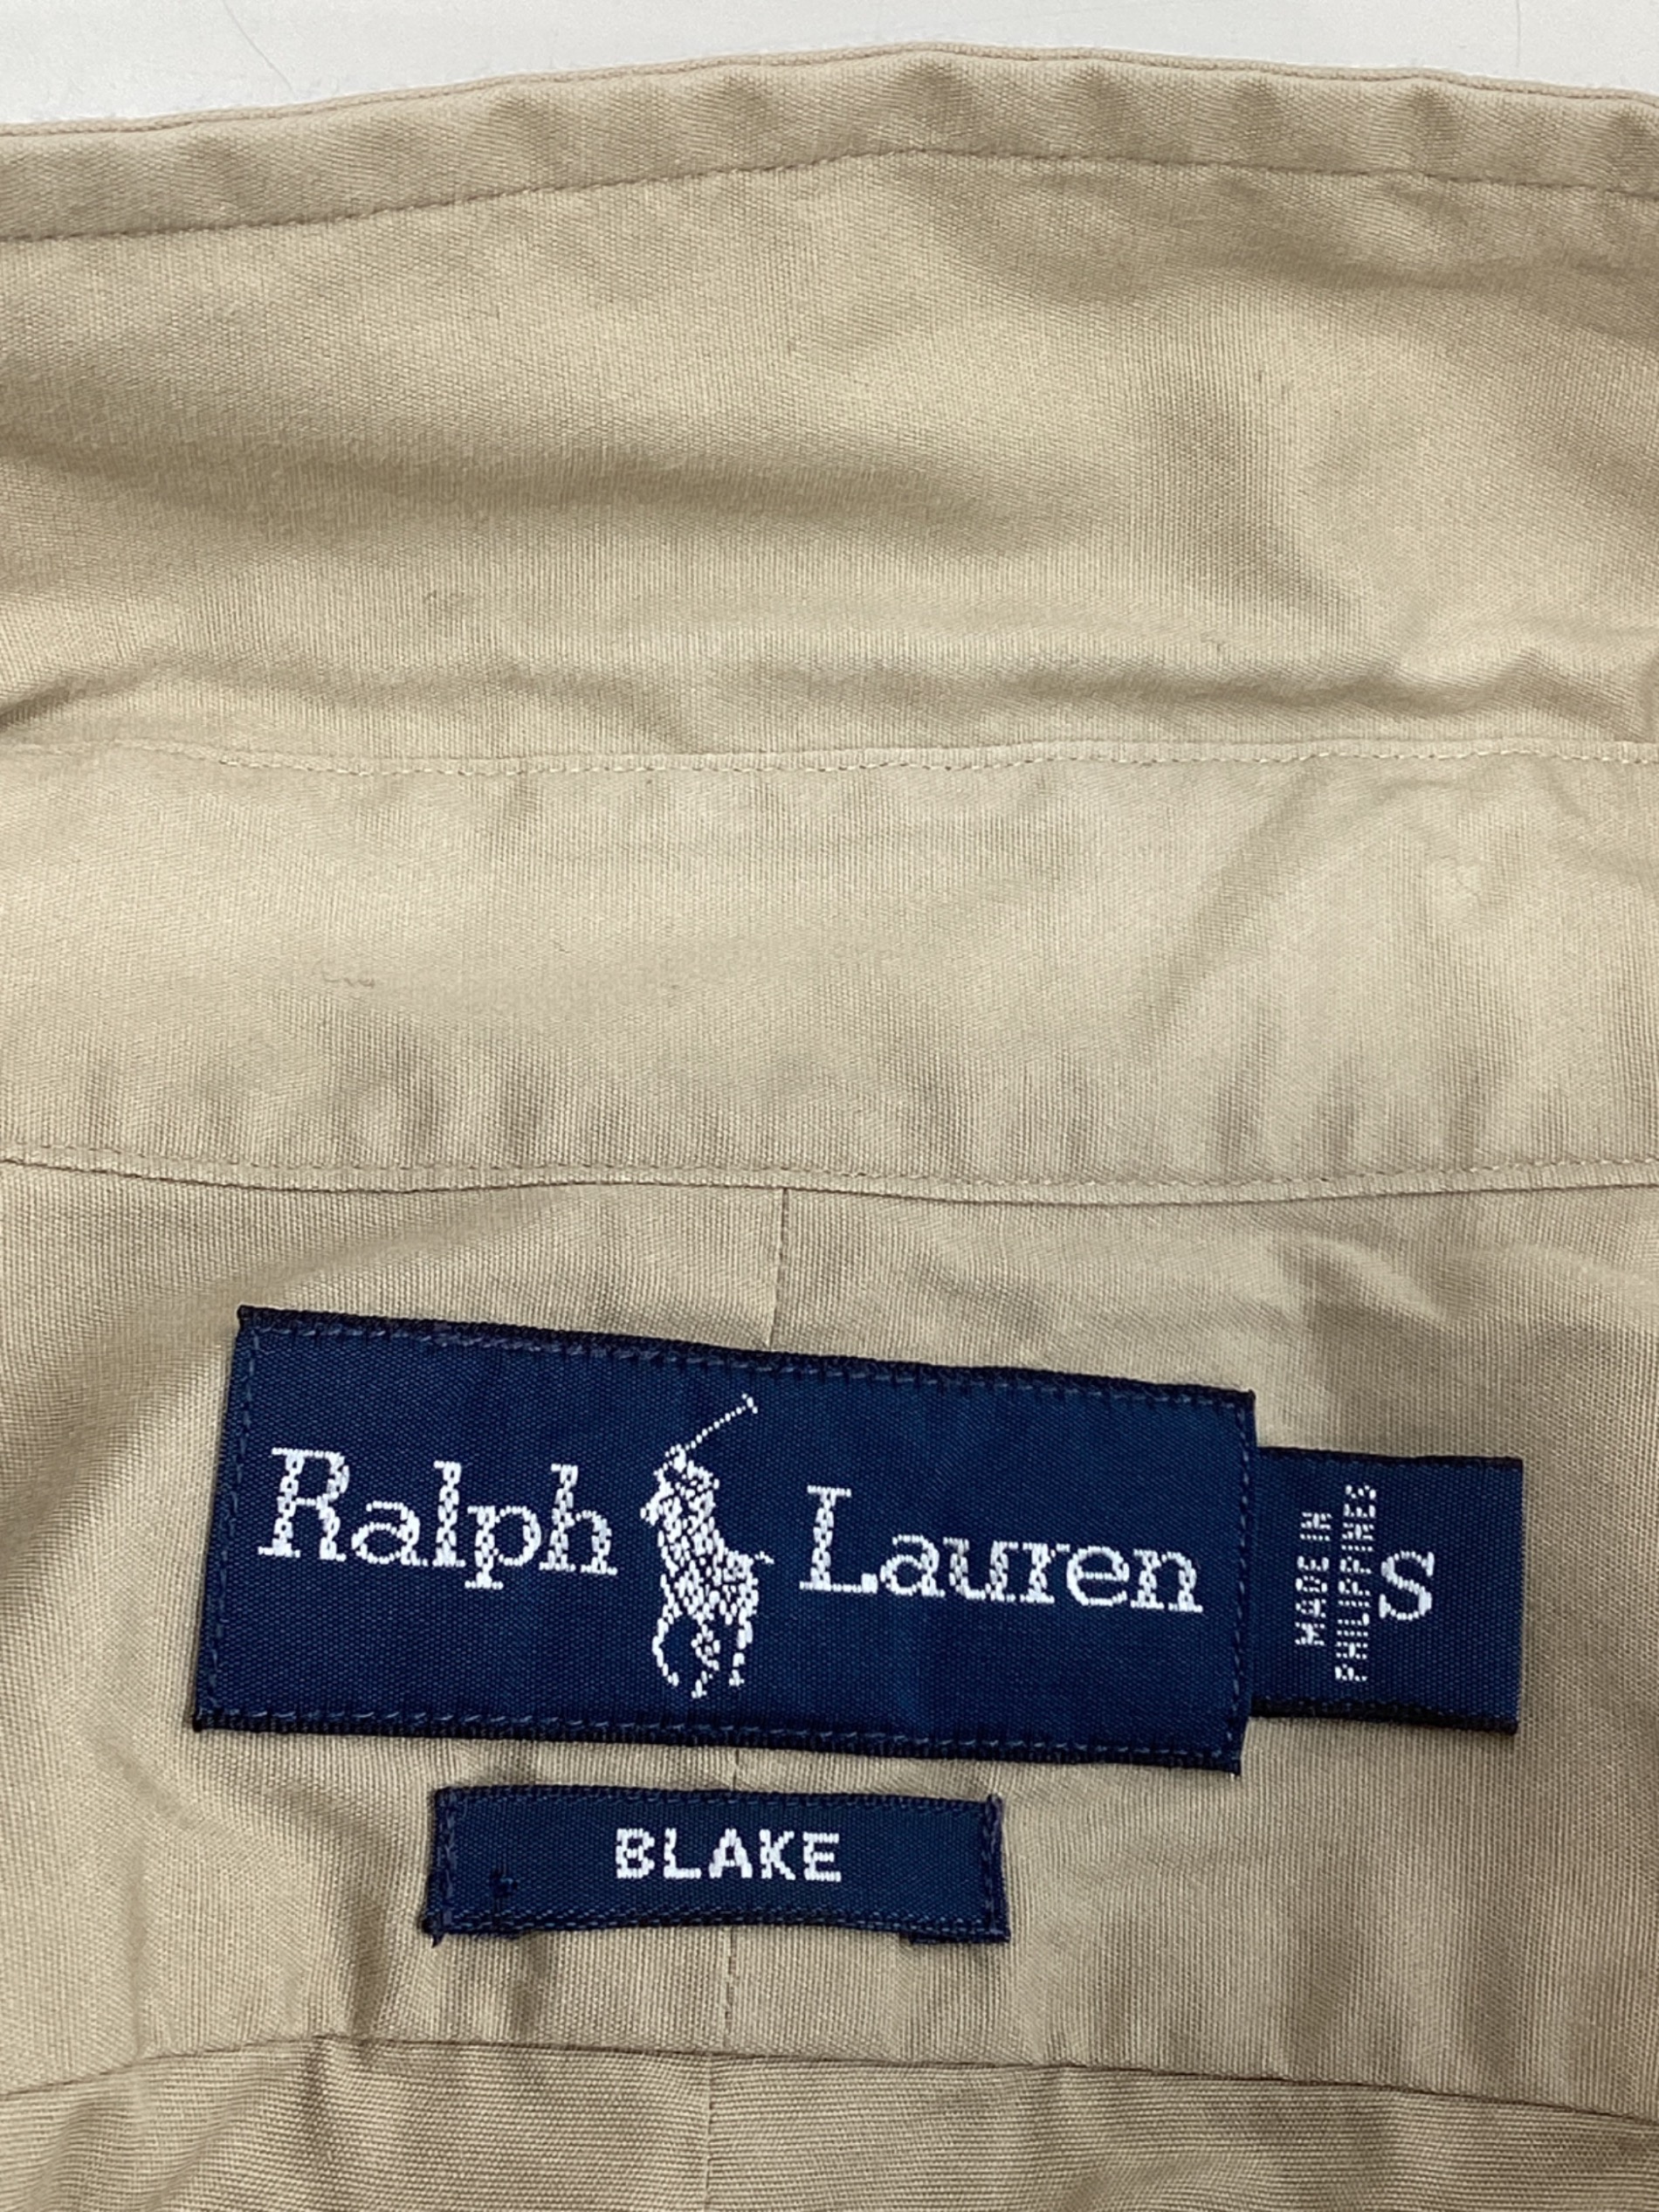 Ralph Lauren
MADE IN
PHILIPPINES
S
BLAKE